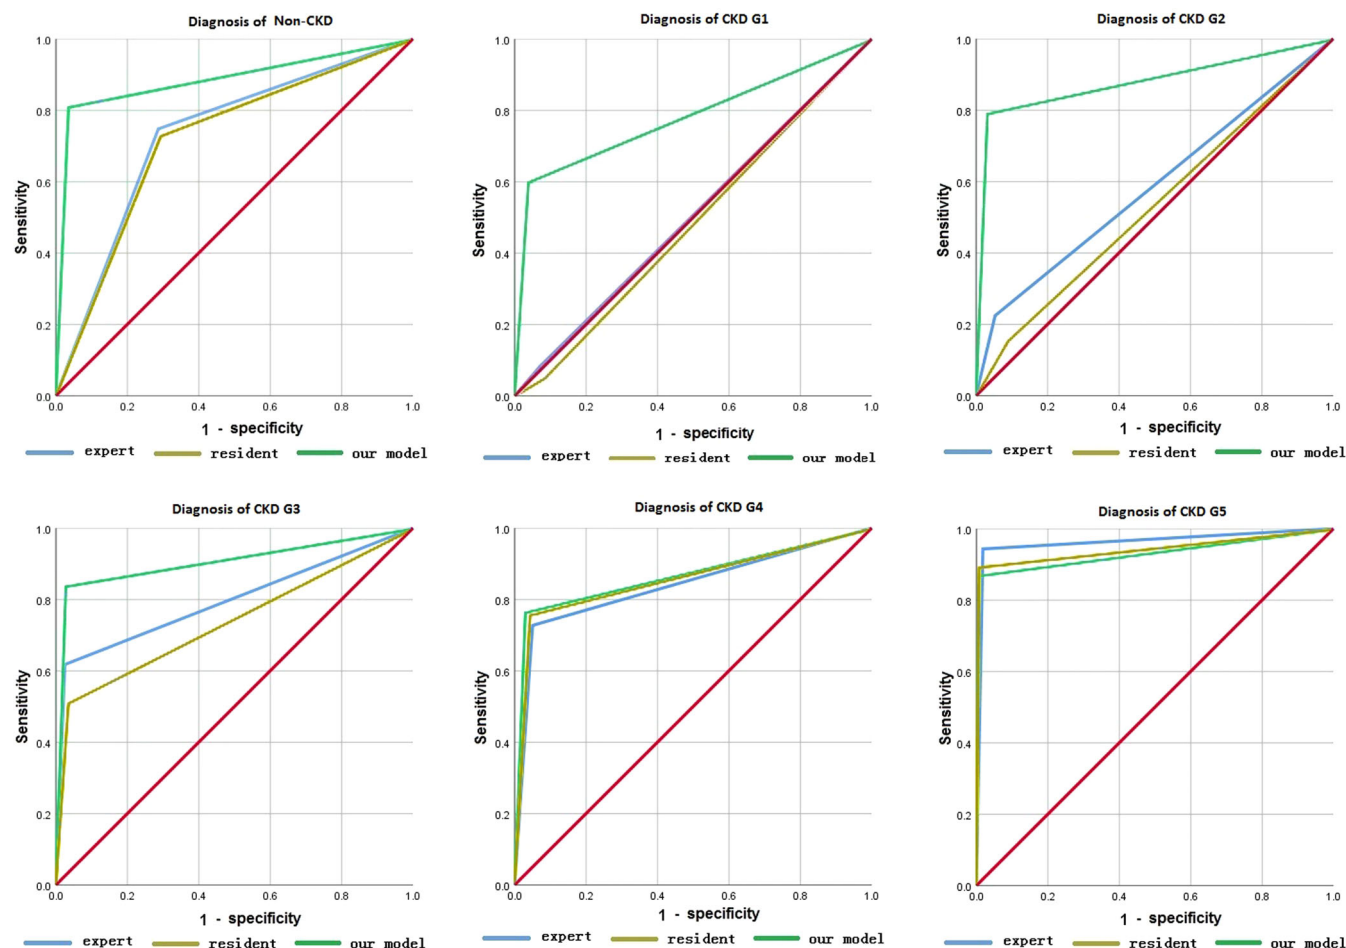 Diagnosis of Non-CKD
1.0
0.8
0.6
0.4
0.2
0.0
Sensitivity
0.0 0.2 0.4 0.6 0.8 1.0
1 - specificity
expert resident our model
Diagnosis of CKD G1
1.0
0.8
0.6
0.4
0.2
0.0
Sensitivity
0.0 0.2 0.4 0.6 0.8 1.0
1 - specificity
expert resident our model
Diagnosis of CKD G2
1.0
0.8
0.6
0.4
0.2
0.0
Sensitivity
0.0 0.2 0.4 0.6 0.8 1.0
1 - specificity
expert resident our model
Diagnosis of CKD G3
1.0
0.8
0.6
0.4
0.2
0.0
Sensitivity
0.0 0.2 0.4 0.6 0.8 1.0
1 - specificity
expert resident our model
Diagnosis of CKD G4
1.0
0.8
0.6
0.4
0.2
0.0
Sensitivity
0.0 0.2 0.4 0.6 0.8 1.0
1 - specificity
expert resident our model
Diagnosis of CKD G5
1.0
0.8
0.6
0.4
0.2
0.0
Sensitivity
0.0 0.2 0.4 0.6 0.8 1.0
1 - specificity
expert resident our model